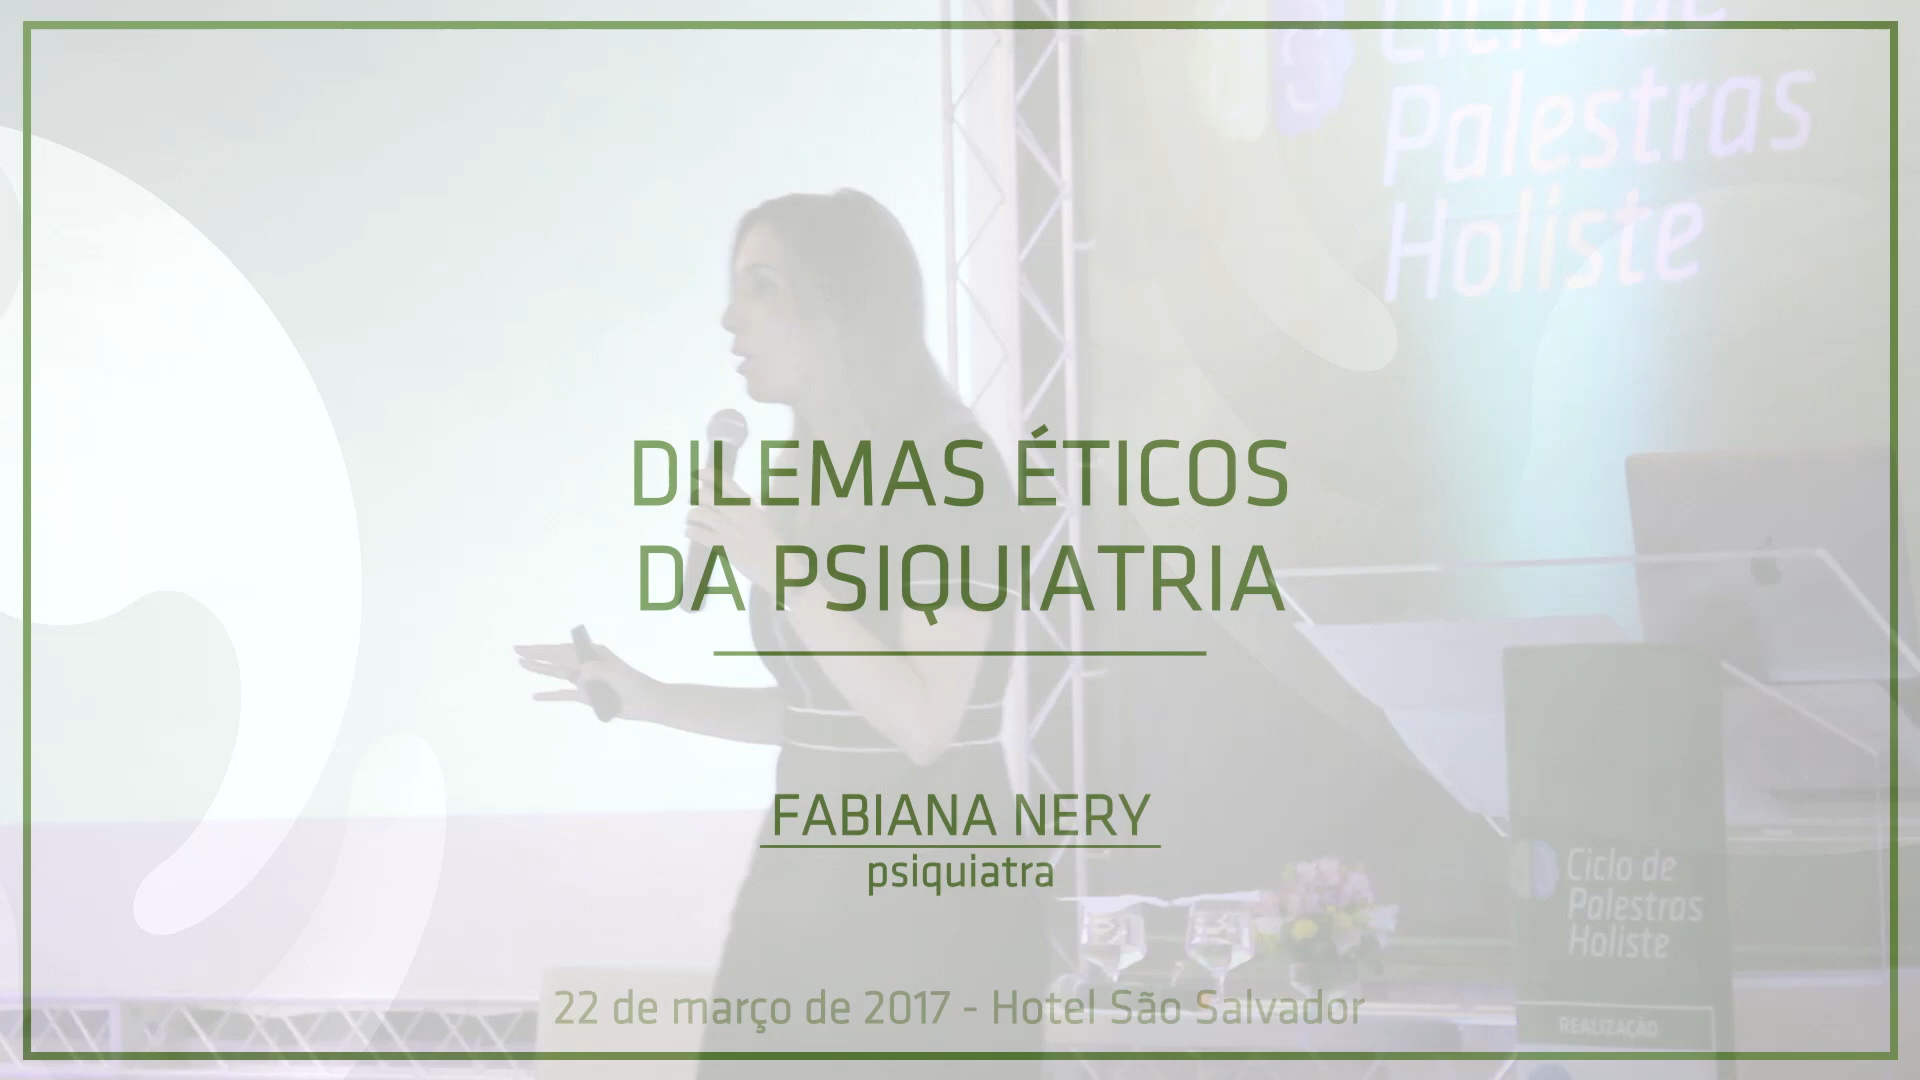 Ciclo de
Palestras
Holiste
DILEMAS ÉTICOS
DA PSIQUIATRIA
FABIANA NERY
psiquiatra
Ciclo de
Palestras
Holiste
22 de março de 2017 - Hotel São Salvador
REALIZAÇÃO